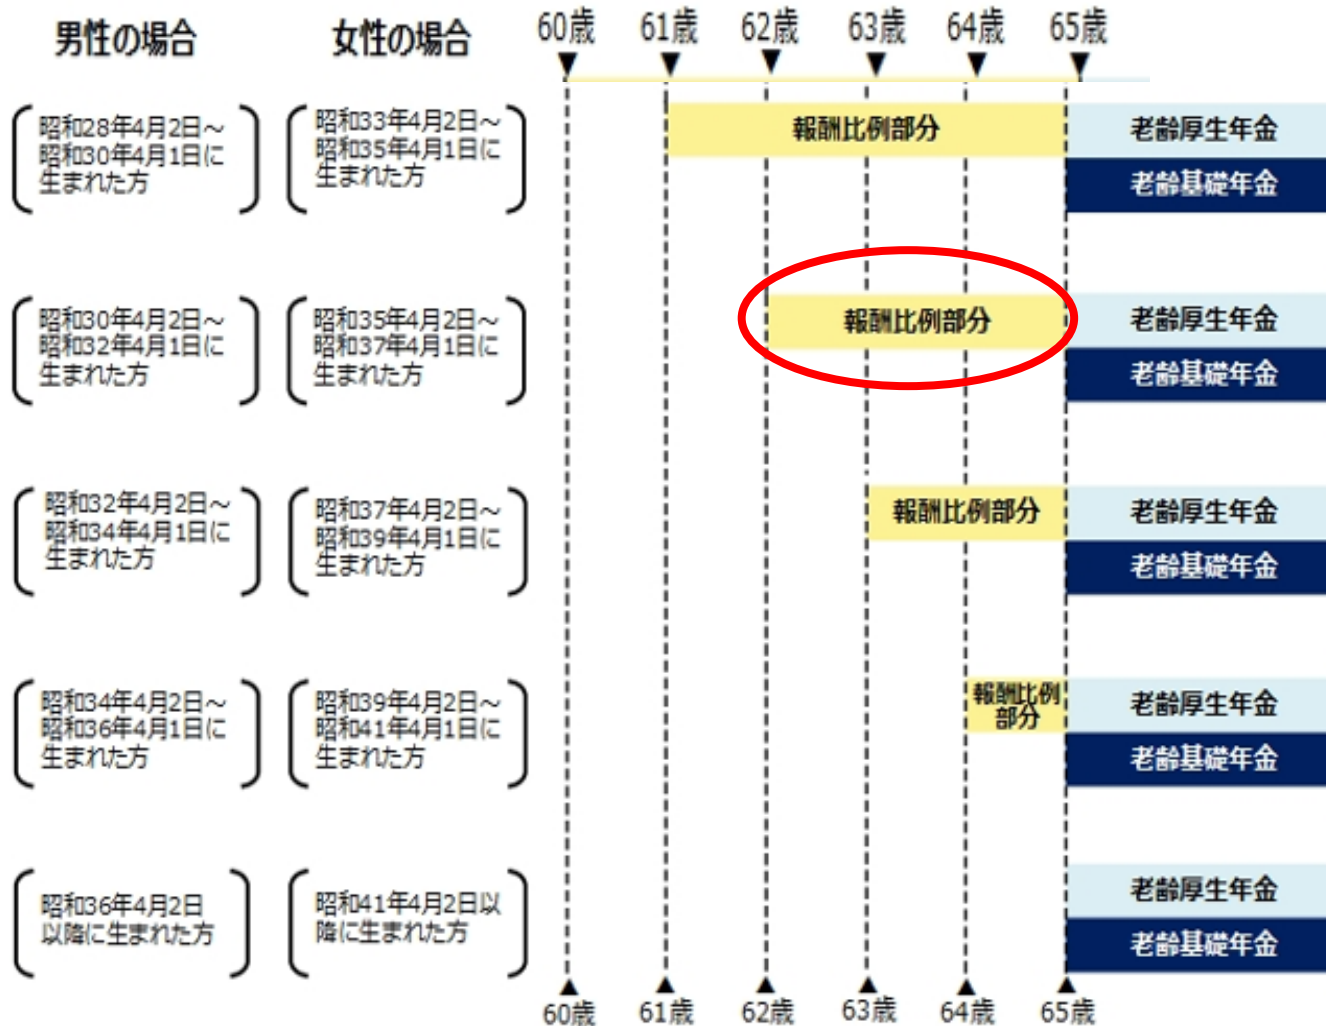 男性の場合
女性の場合
60歳
61歳
62歳
63歳
64歳
65歳
昭和28年4月2日～
昭和30年4月1日に
生まれた方
昭和33年4月2日～
昭和35年4月1日に
生まれた方
報酬比例部分
老齢厚生年金
老齢基礎年金
昭和30年4月2日～
昭和32年4月1日に
生まれた方
昭和35年4月2日～
昭和37年4月1日に
生まれた方
報酬比例部分
老齢厚生年金
老齢基礎年金
昭和32年4月2日～
昭和34年4月1日に
生まれた方
昭和37年4月2日～
昭和39年4月1日に
生まれた方
報酬比例部分
老齢厚生年金
老齢基礎年金
昭和34年4月2日～
昭和36年4月1日に
生まれた方
昭和39年4月2日～
昭和41年4月1日に
生まれた方
報酬比例
部分
老齢厚生年金
老齢基礎年金
昭和36年4月2日
以降に生まれた方
昭和41年4月2日以
降に生まれた方
老齢厚生年金
老齢基礎年金
60歳
61歳
62歳
63歳
64歳
65歳